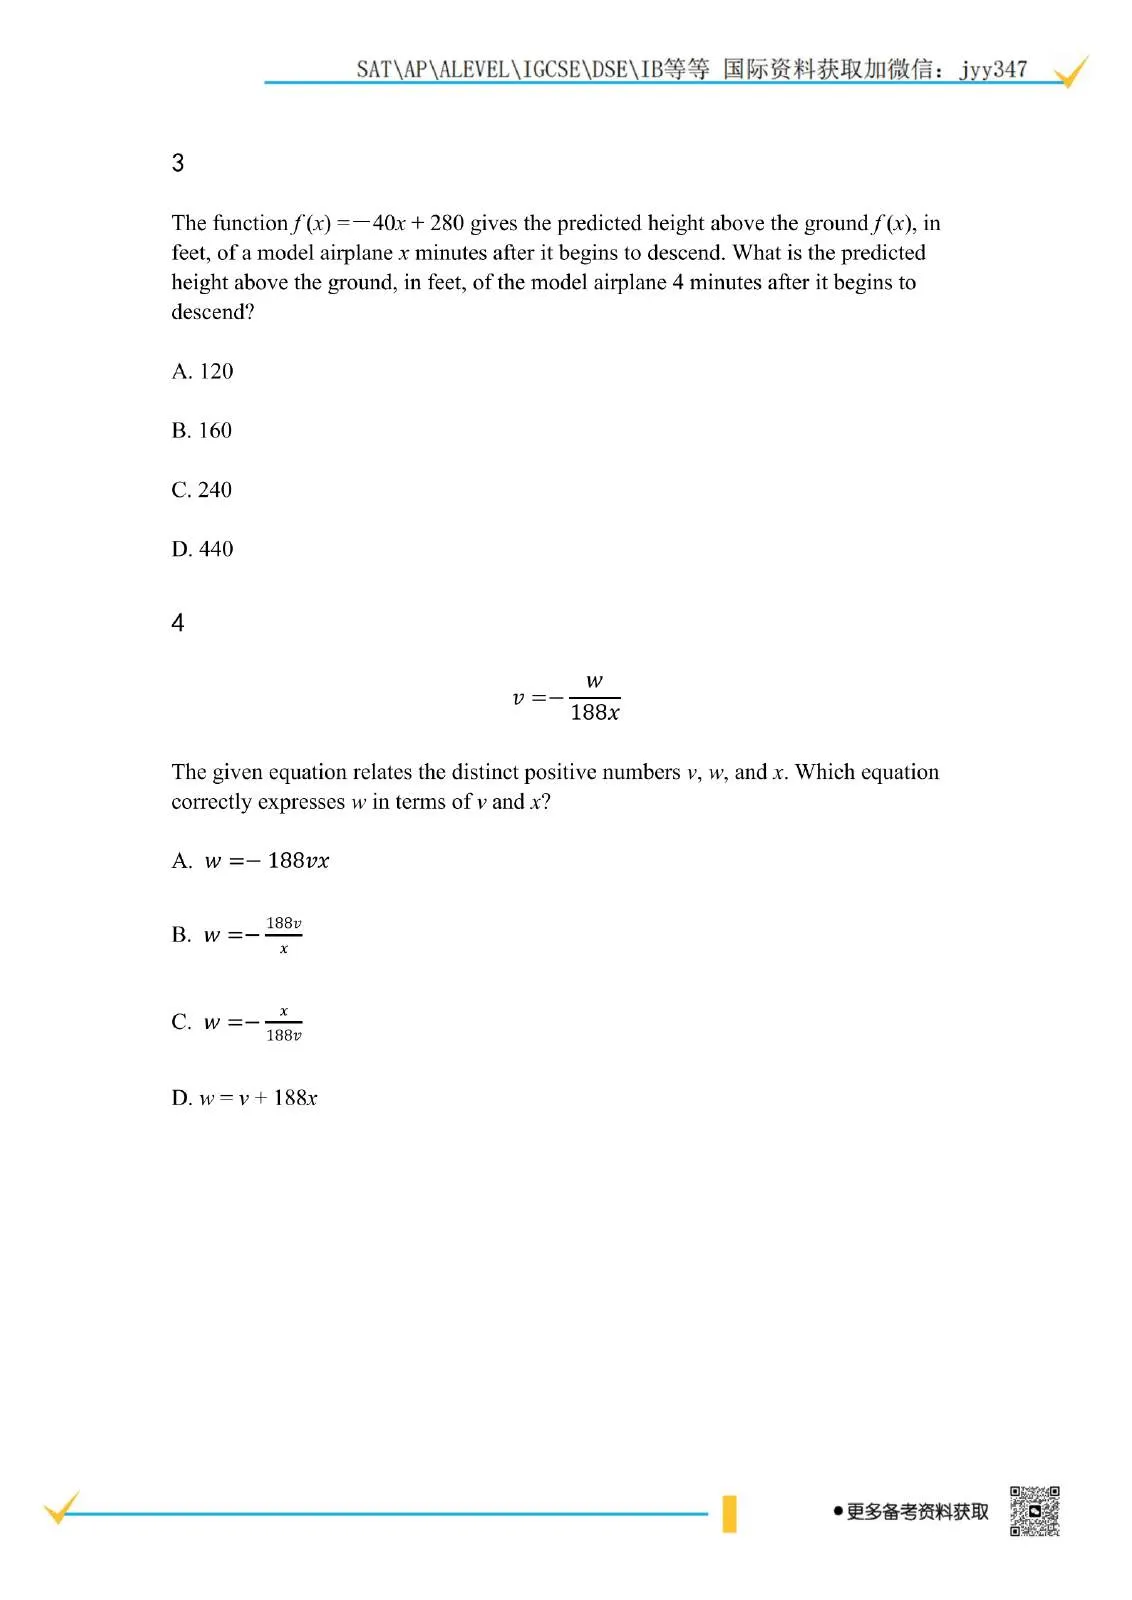 SAT\AP\ALEVEL\IGCSE\DSE\IB等等 国际资料获取加微信：jyy347
3
The function f (x) =－40x + 280 gives the predicted height above the ground f (x), in
feet, of a model airplane x minutes after it begins to descend. What is the predicted
height above the ground, in feet, of the model airplane 4 minutes after it begins to
descend?
A. 120
B. 160
C. 240
D. 440
4
v =− w/188x
The given equation relates the distinct positive numbers v, w, and x. Which equation
correctly expresses w in terms of v and x?
A. w =− 188vx
B. w =− 188v/x
C. w =− x/188v
D. w = v + 188x
●更多备考资料获取